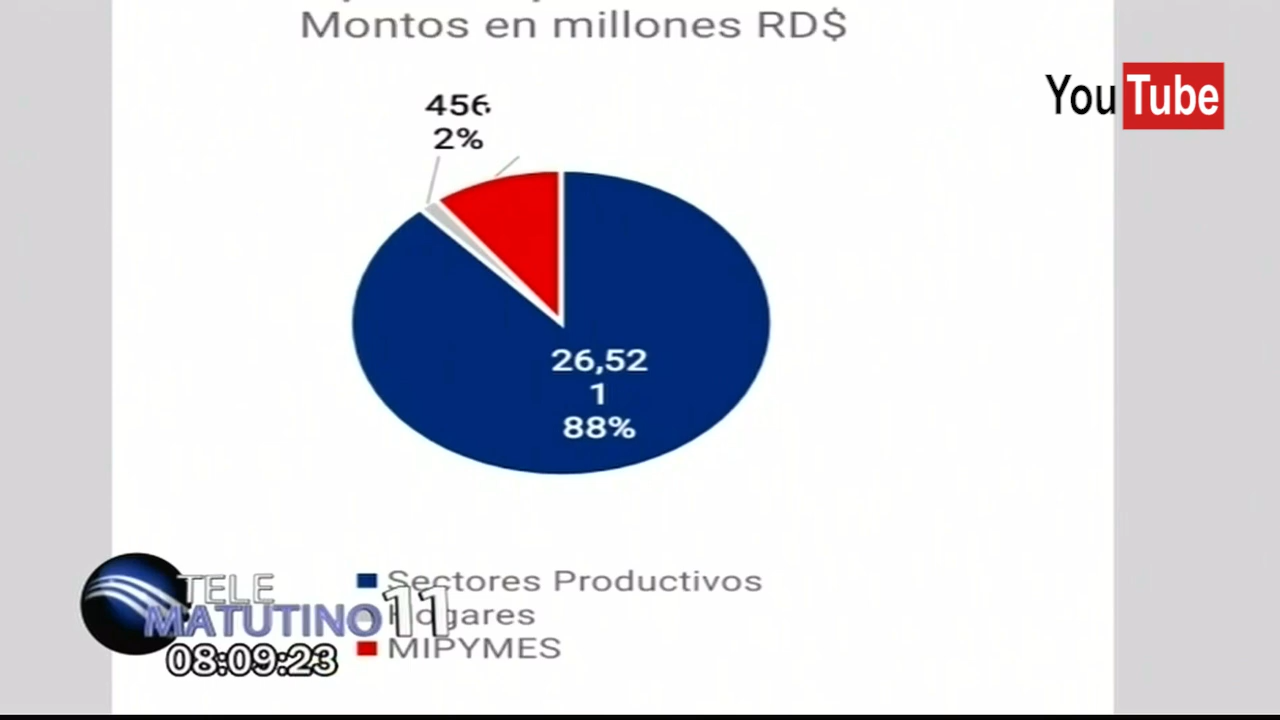 Montos en millones RD$
YouTube
456
2%
26,52
1
88%
Sectores Productivos
Hogares
MIPYMES
TELE
MATUTINO 11
08:09:23